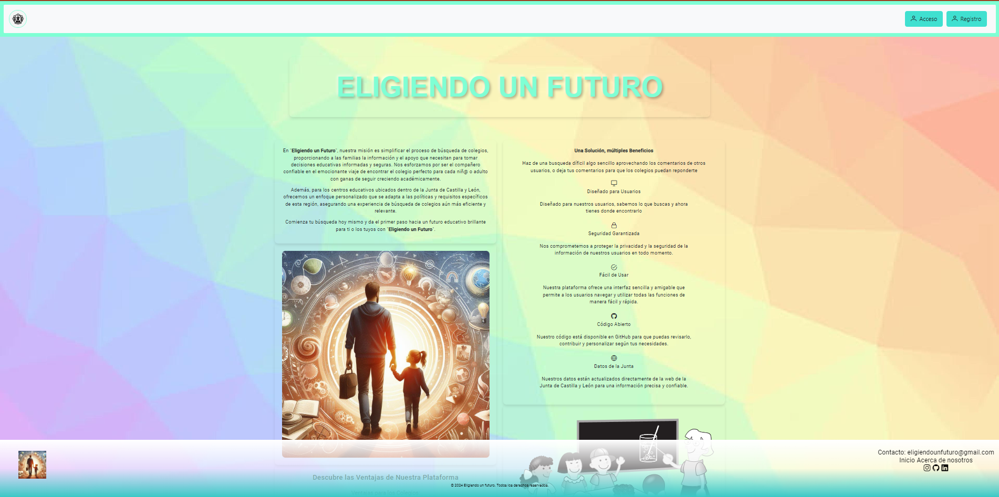 Acceso
Registro
ELIGIENDO UN FUTURO
En "Eligiendo un Futuro", nuestra misión es simplificar el proceso de búsqueda de colegios,
proporcionando a las familias la información y el apoyo que necesitan para tomar
decisiones educativas informadas y seguras. Nos esforzamos por ser el compañero
confiable en el emocionante viaje de encontrar el colegio perfecto para cada niñ@ o adulto
con ganas de seguir creciendo académicamente.
Además, para los centros educativos ubicados dentro de la Junta de Castilla y León,
ofrecemos un enfoque personalizado que se adapta a las políticas y requisitos específicos
de esta región, asegurando una experiencia de búsqueda de colegios aún más eficiente y
relevante.
Comienza tu búsqueda hoy mismo y da el primer paso hacia un futuro educativo brillante
para ti o los tuyos con "Eligiendo un Futuro".
Una Solución, múltiples Beneficios
Haz de una busqueda díficil algo sencillo aprovechando los comentarios de otros
usuarios, o deja tus comentarios para que los colegios puedan reponderte
Diseñado para Usuarios
Diseñado para nuestros usuarios, sabemos lo que buscas y ahora
tienes donde encontrarlo
Seguridad Garantizada
Nos comprometemos a proteger la privacidad y la seguridad de la
información de nuestros usuarios en todo momento.
Fácil de Usar
Nuestra plataforma ofrece una interfaz sencilla y amigable que
permite a los usuarios navegar y utilizar todas las funciones de
manera fácil y rápida.
Código Abierto
Nuestro código está disponible en GitHub para que puedas revisarlo,
contribuir y personalizar según tus necesidades.
Datos de la Junta
Nuestros datos están actualizados directamente de la web de la
Junta de Castilla y León para una información precisa y confiable.
Descubre las Ventajas de Nuestra Plataforma
Ventajas para los Colegios
Contacto: eligiendounfuturo@gmail.com
Inicio Acerca de nosotros
© 2024 Eligiendo un futuro. Todos los derechos reservados.